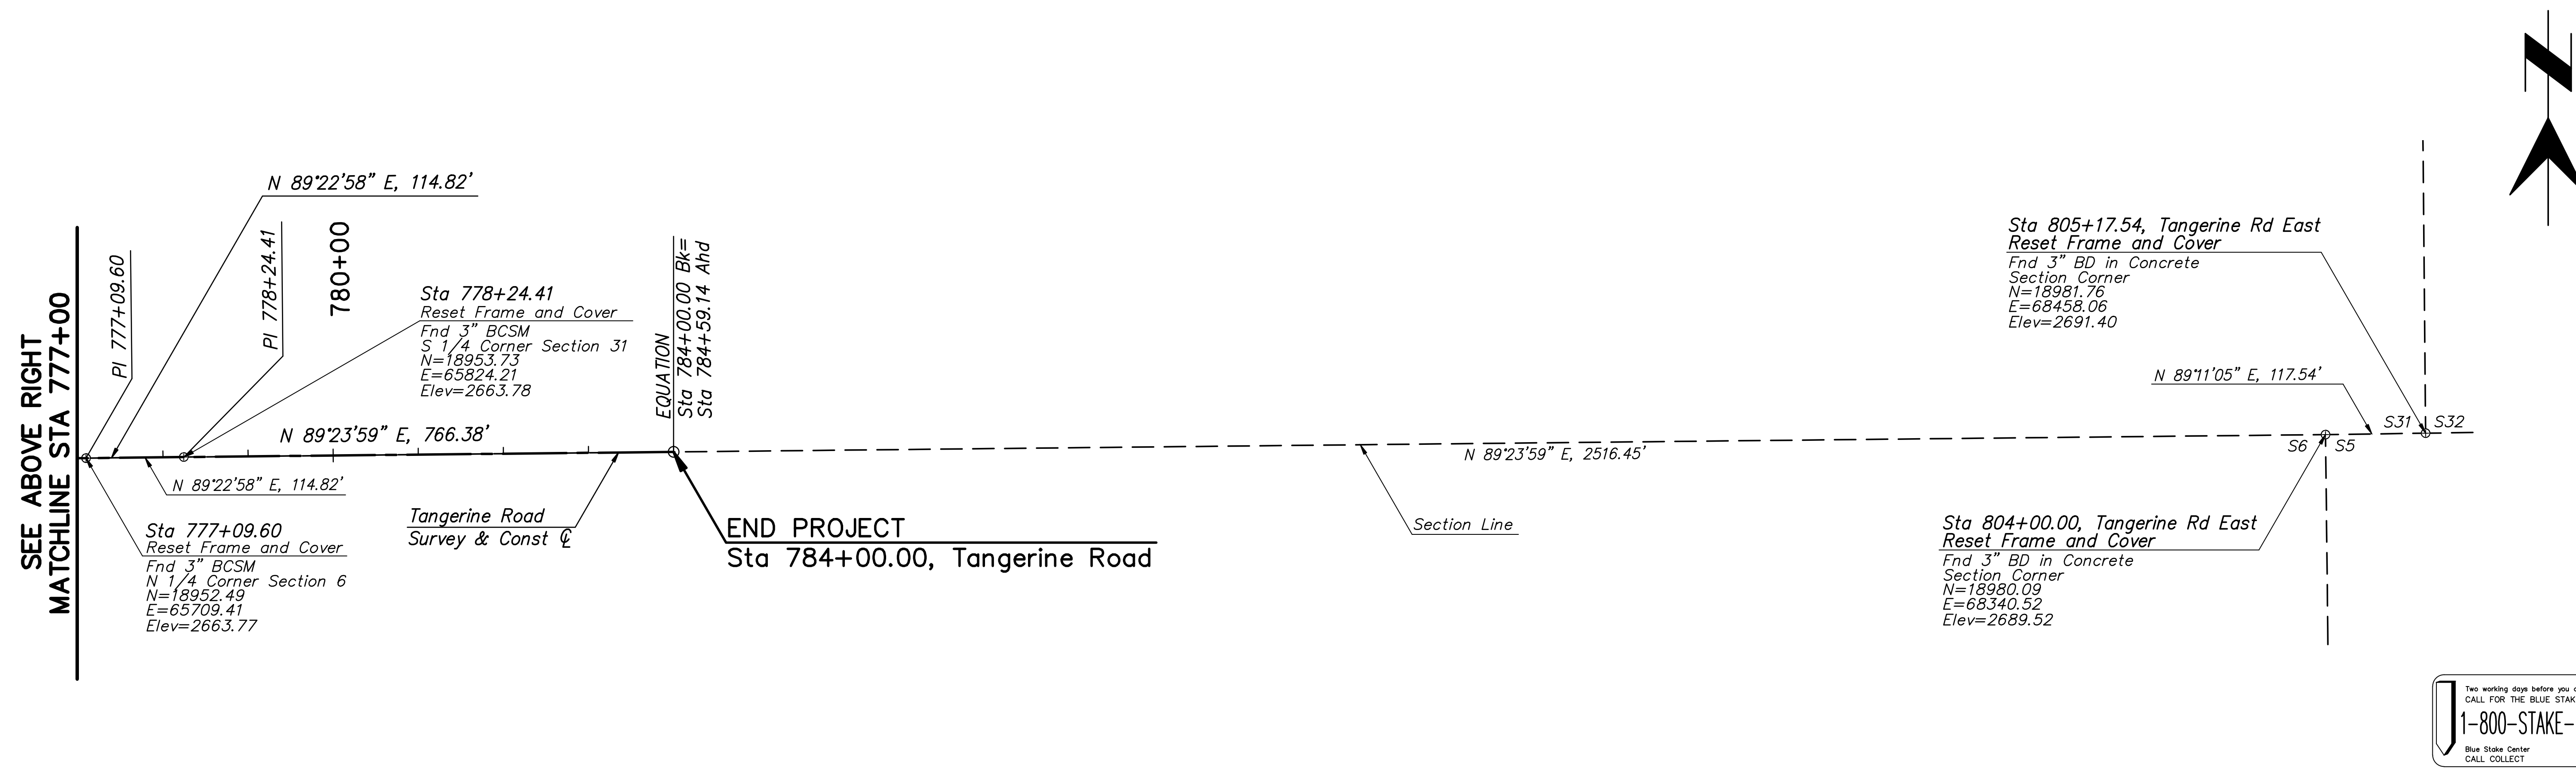 SEE ABOVE RIGHT
MATCHLINE STA 777+00
PI 777+09.60
N 89°22'58" E, 114.82'
PI 778+24.41
780+00
Sta 778+24.41
Reset Frame and Cover
Fnd 3" BCSM
S 1/4 Corner Section 31
N=18953.73
E=65824.21
Elev=2663.78
N 89°23'59" E, 766.38'
N 89°22'58" E, 114.82'
Sta 777+09.60
Reset Frame and Cover
Fnd 3" BCSM
N 1/4 Corner Section 6
N=18952.49
E=65709.41
Elev=2663.77
Tangerine Road
Survey & Const ℄
EQUATION
Sta 784+00.00 Bk=
Sta 784+59.14 Ahd
END PROJECT
Sta 784+00.00, Tangerine Road
N 89°23'59" E, 2516.45'
Section Line
Sta 805+17.54, Tangerine Rd East
Reset Frame and Cover
Fnd 3" BD in Concrete
Section Corner
N=18981.76
E=68458.06
Elev=2691.40
N 89°11'05" E, 117.54'
S31 S32
S6 S5
Sta 804+00.00, Tangerine Rd East
Reset Frame and Cover
Fnd 3" BD in Concrete
Section Corner
N=18980.09
E=68340.52
Elev=2689.52
N
Two working days before you
CALL FOR THE BLUE STAK
1-800-STAKE-
Blue Stake Center
CALL COLLECT